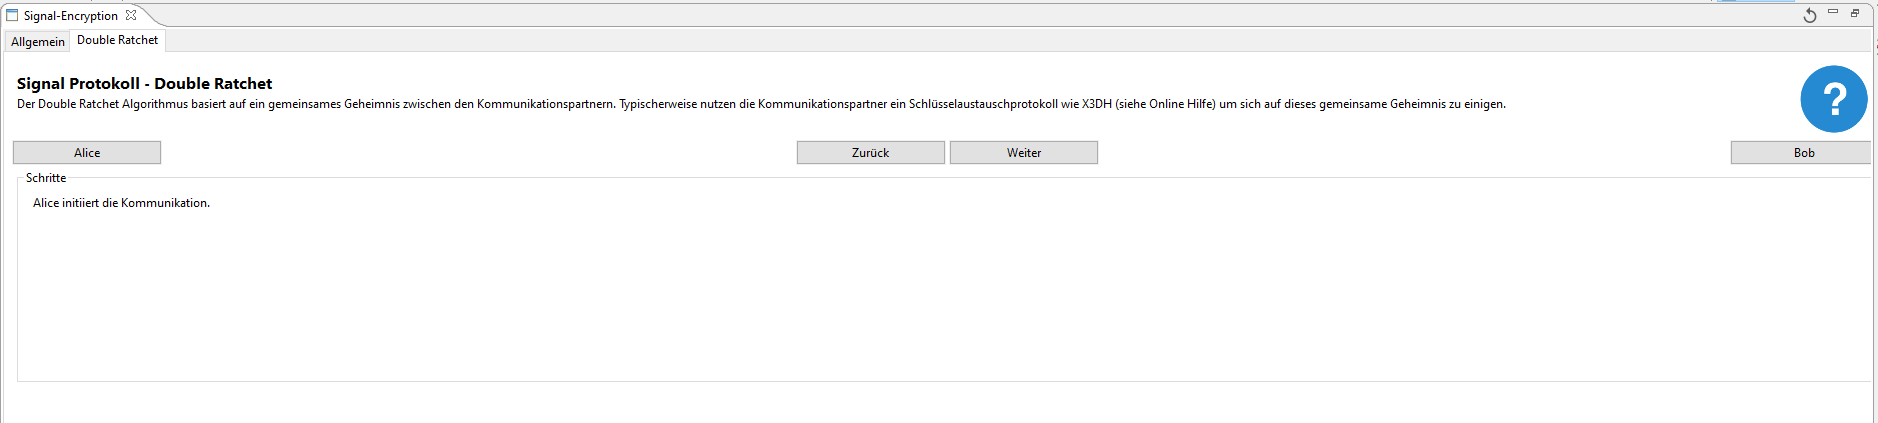 Signal-Encryption
Allgemein
Double Ratchet
Signal Protokoll - Double Ratchet
Der Double Ratchet Algorithmus basiert auf ein gemeinsames Geheimnis zwischen den Kommunikationspartnern. Typischerweise nutzen die Kommunikationspartner ein Schlüsselaustauschprotokoll wie X3DH (siehe Online Hilfe) um sich auf dieses gemeinsame Geheimnis zu einigen.
?
Alice
Zurück
Weiter
Bob
Schritte
Alice initiiert die Kommunikation.